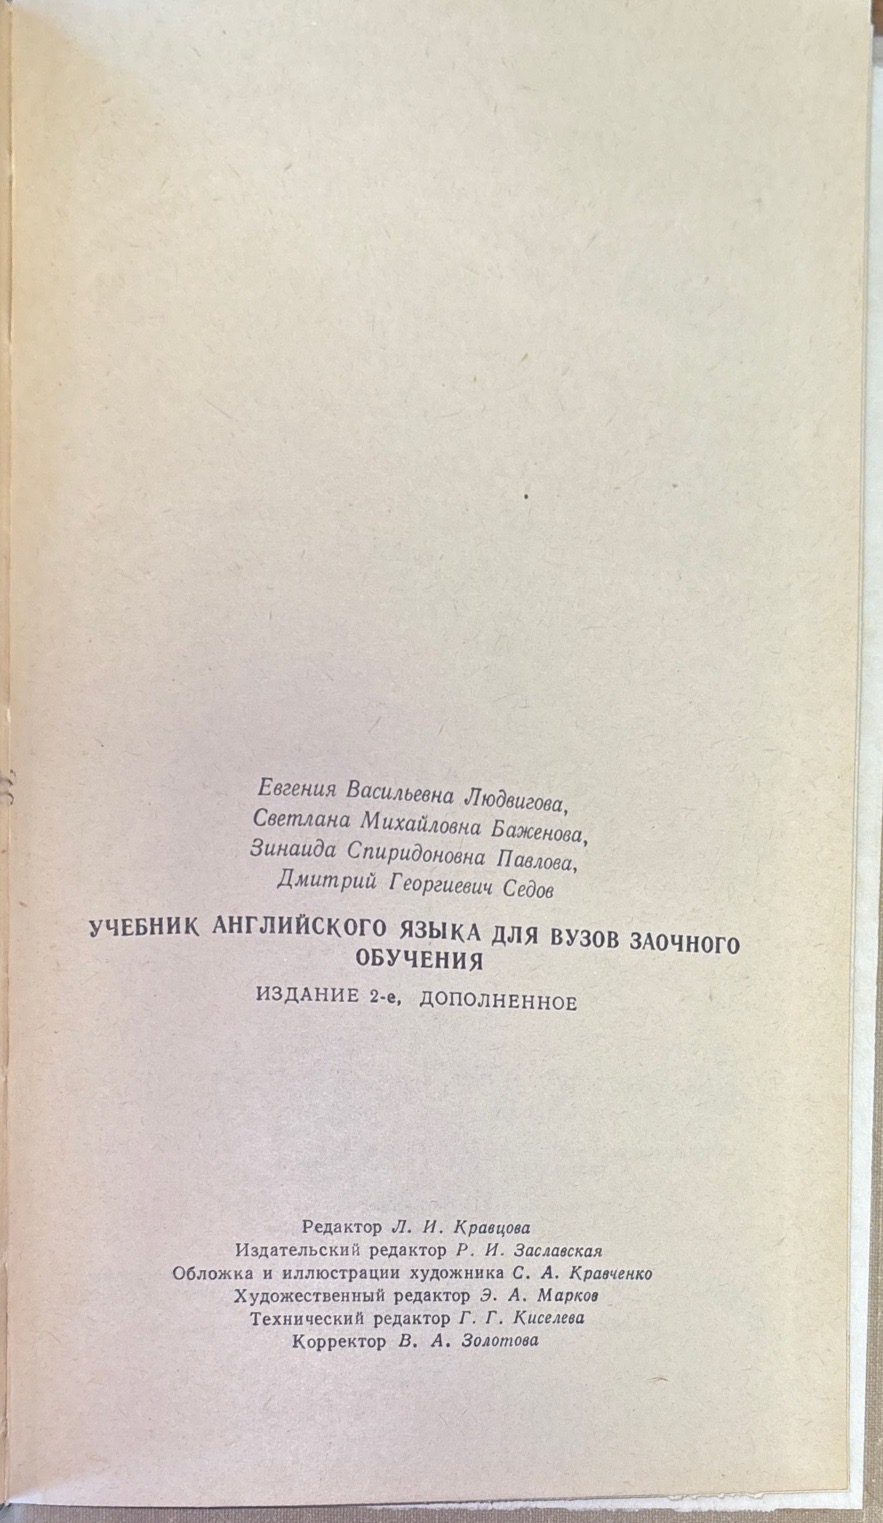 Евгения Васильевна Людвигова,
Светлана Михайловна Баженова,
Зинаида Спиридоновна Павлова,
Дмитрий Георгиевич Седов
УЧЕБНИК АНГЛИЙСКОГО ЯЗЫКА ДЛЯ ВУЗОВ ЗАОЧНОГО
ОБУЧЕНИЯ
ИЗДАНИЕ 2-е, ДОПОЛНЕННОЕ
Редактор Л. И. Кравцова
Издательский редактор Р. И. Заславская
Обложка и иллюстрации художника С. А. Кравченко
Художественный редактор Э. А. Марков
Технический редактор Г. Г. Киселева
Корректор В. А. Золотова